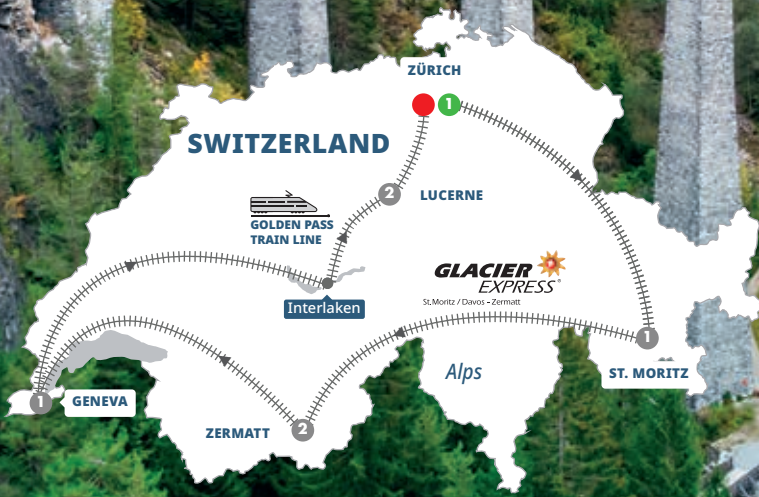 ZÜRICH
1
SWITZERLAND
2
LUCERNE
GOLDEN PASS
TRAIN LINE
GLACIER
EXPRESS®
St.Moritz / Davos – Zermatt
Interlaken
1
Alps
ST. MORITZ
1
GENEVA
ZERMATT
2